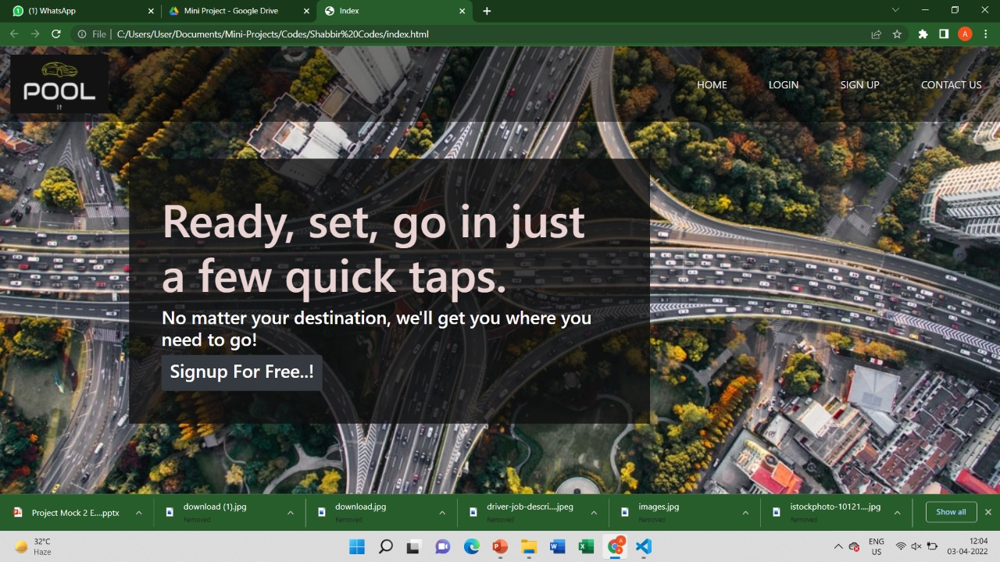 (1) WhatsApp
Mini Project - Google Drive
Index
File
C:/Users/User/Documents/Mini-Projects/Codes/Shabbir%20Codes/index.html
A
POOL
It
HOME
LOGIN
SIGN UP
CONTACT US
Ready, set, go in just
a few quick taps.
No matter your destination, we'll get you where you
need to go!
Signup For Free..!
Project Mock 2 E....pptx
download (1).jpg
Removed
download.jpg
Removed
driver-job-descri....jpeg
Removed
images.jpg
Removed
istockphoto-10121....jpg
Removed
Show all
32°C
Haze
ENG
US
12:04
03-04-2022